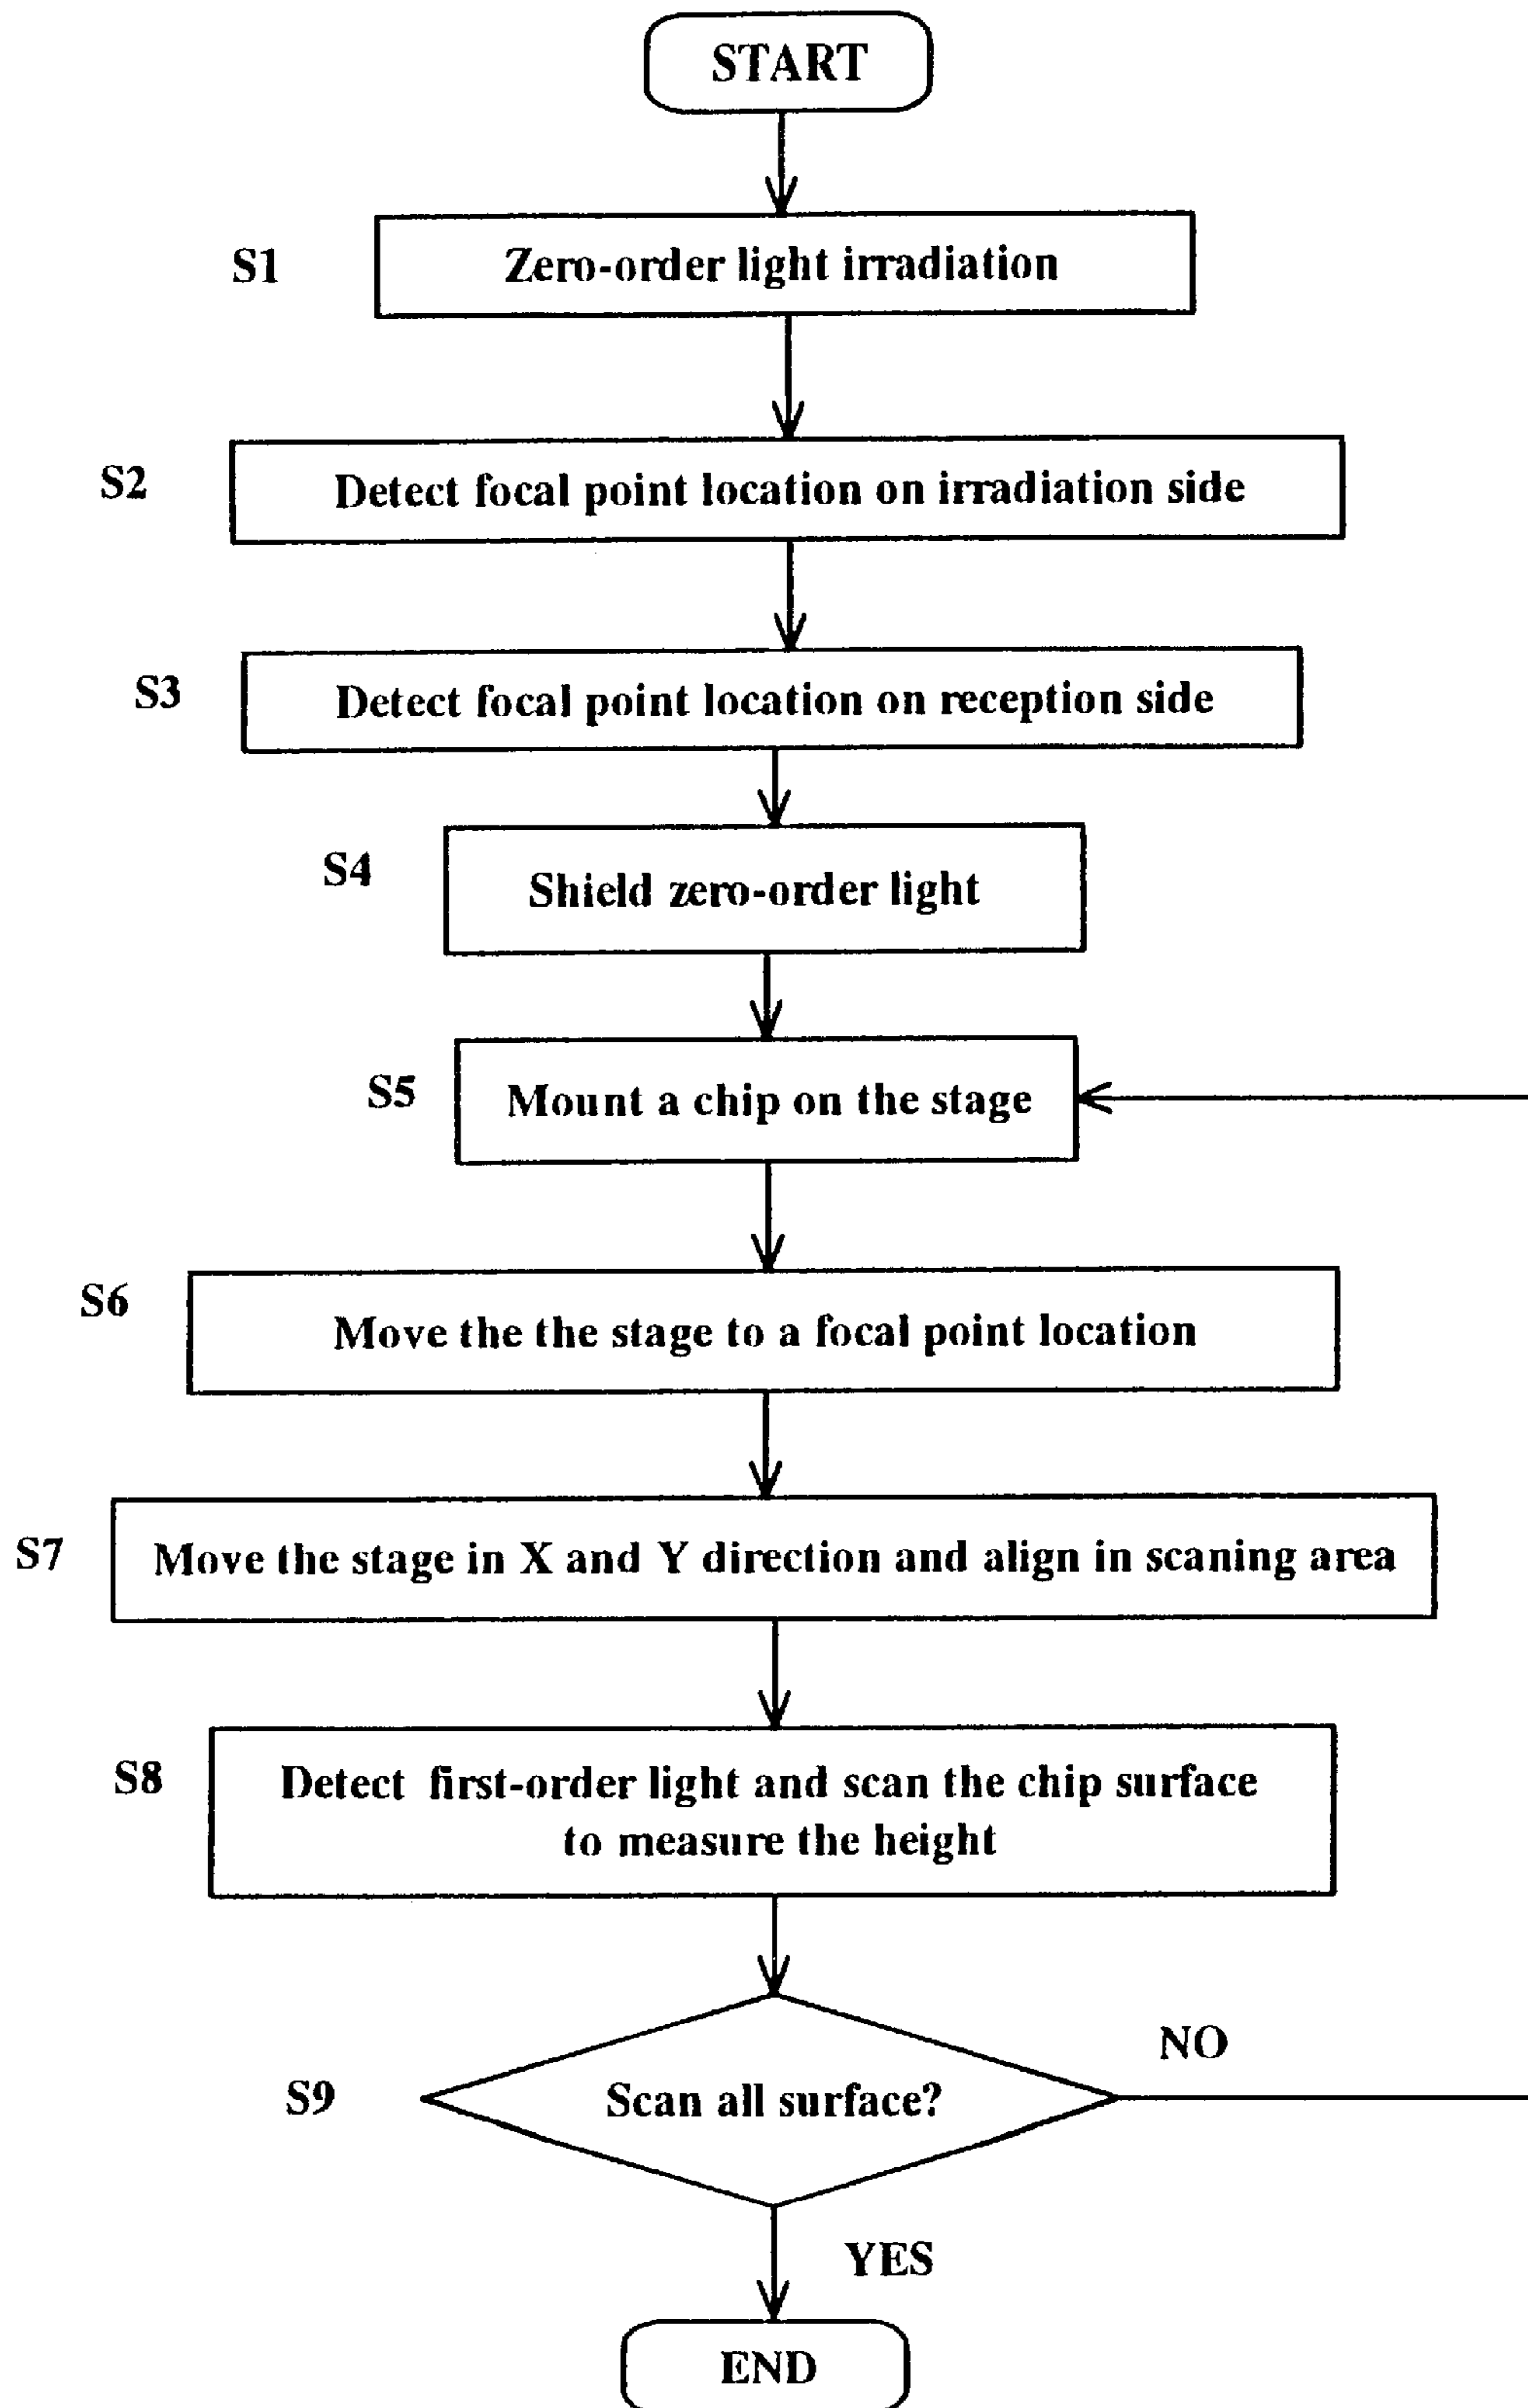 START
S1
Zero-order light irradiation
S2
Detect focal point location on irradiation side
S3
Detect focal point location on reception side
S4
Shield zero-order light
S5
Mount a chip on the stage
S6
Move the the stage to a focal point location
S7
Move the stage in X and Y direction and align in scaning area
S8
Detect first-order light and scan the chip surface
to measure the height
NO
S9
Scan all surface?
YES
END